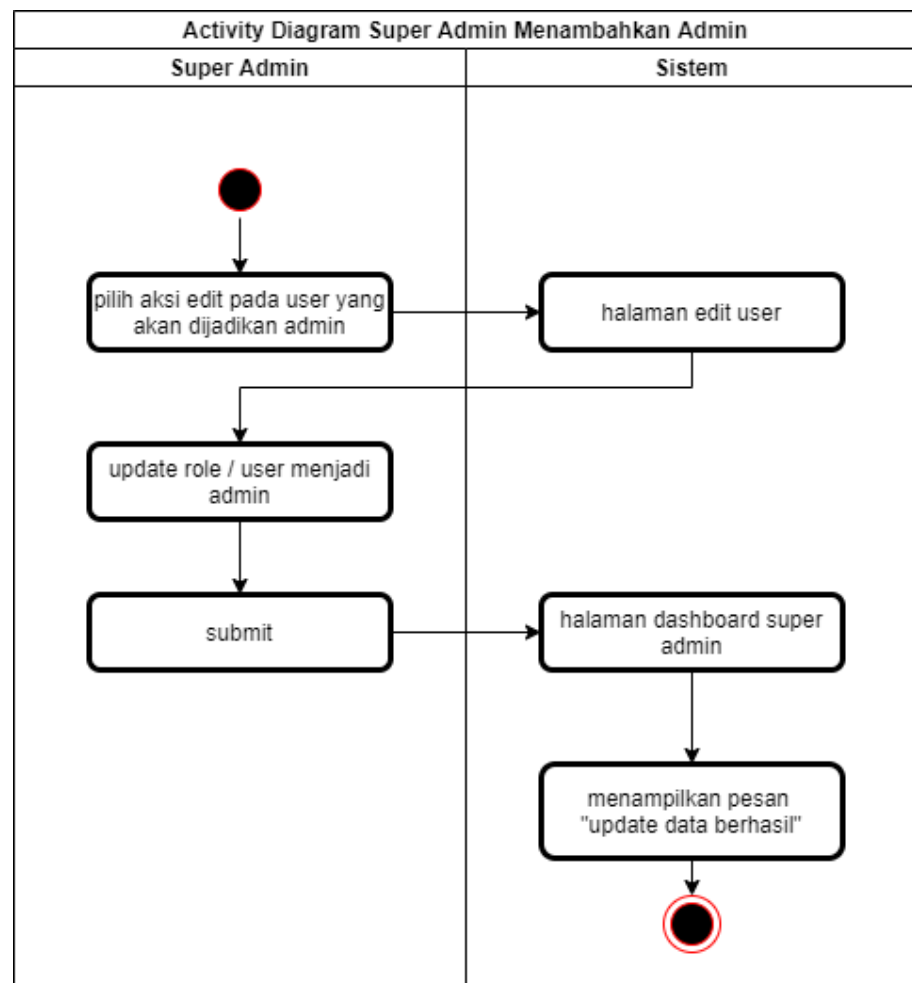 Activity Diagram Super Admin Menambahkan Admin
Super Admin
Sistem
pilih aksi edit pada user yang
akan dijadikan admin
halaman edit user
update role / user menjadi
admin
submit
halaman dashboard super
admin
menampilkan pesan
"update data berhasil"